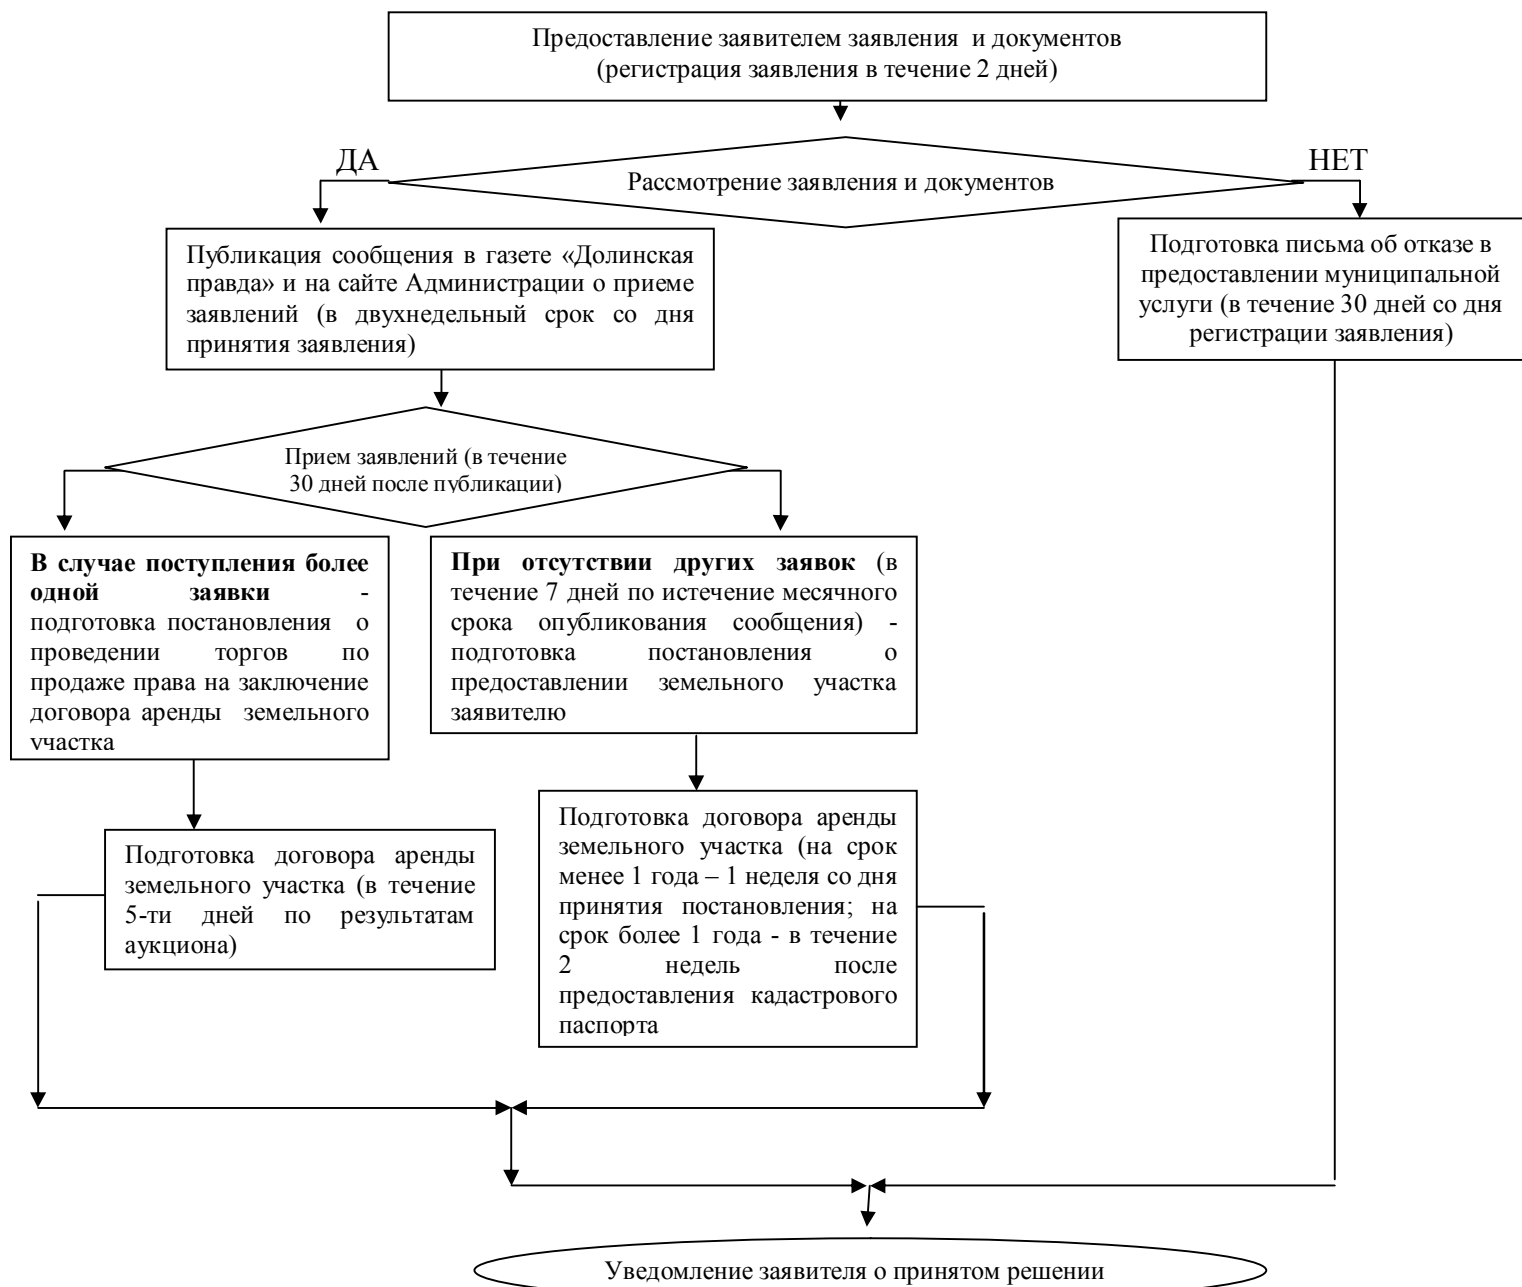 Предоставление заявителем заявления и документов
(регистрация заявления в течение 2 дней)
ДА
НЕТ
Рассмотрение заявления и документов
Публикация сообщения в газете «Долинская
правда» и на сайте Администрации о приеме
заявлений (в двухнедельный срок со дня
принятия заявления)
Подготовка письма об отказе в
предоставлении муниципальной
услуги (в течение 30 дней со дня
регистрации заявления)
Прием заявлений (в течение
30 дней после публикации)
В случае поступления более
одной заявки -
подготовка постановления о
проведении торгов по
продаже права на заключение
договора аренды земельного
участка
При отсутствии других заявок (в
течение 7 дней по истечение месячного
срока опубликования сообщения) -
подготовка постановления о
предоставлении земельного участка
заявителю
Подготовка договора аренды
земельного участка (в течение
5-ти дней по результатам
аукциона)
Подготовка договора аренды
земельного участка (на срок
менее 1 года – 1 неделя со дня
принятия постановления; на
срок более 1 года - в течение
2 недель после
предоставления кадастрового
паспорта
Уведомление заявителя о принятом решении